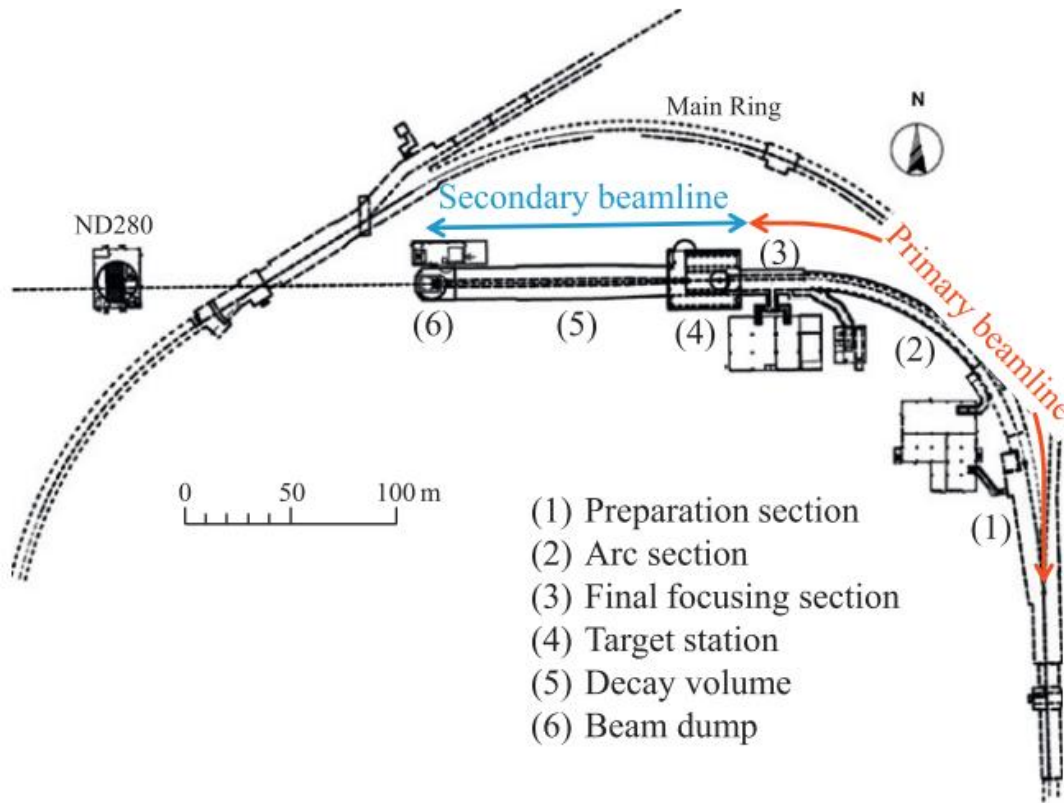 Main Ring
N
Secondary beamline
ND280
Primary beamline
(3)
(6)
(5)
(4)
(2)
(1)
0 50 100 m
(1) Preparation section
(2) Arc section
(3) Final focusing section
(4) Target station
(5) Decay volume
(6) Beam dump